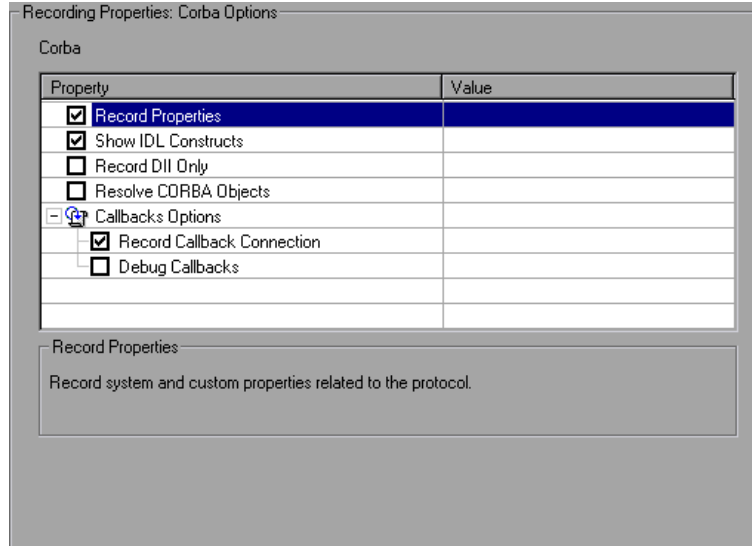 Recording Properties: Corba Options
Corba
Property Value
Record Properties
Show IDL Constructs
Record DII Only
Resolve CORBA Objects
Callbacks Options
Record Callback Connection
Debug Callbacks
Record Properties
Record system and custom properties related to the protocol.